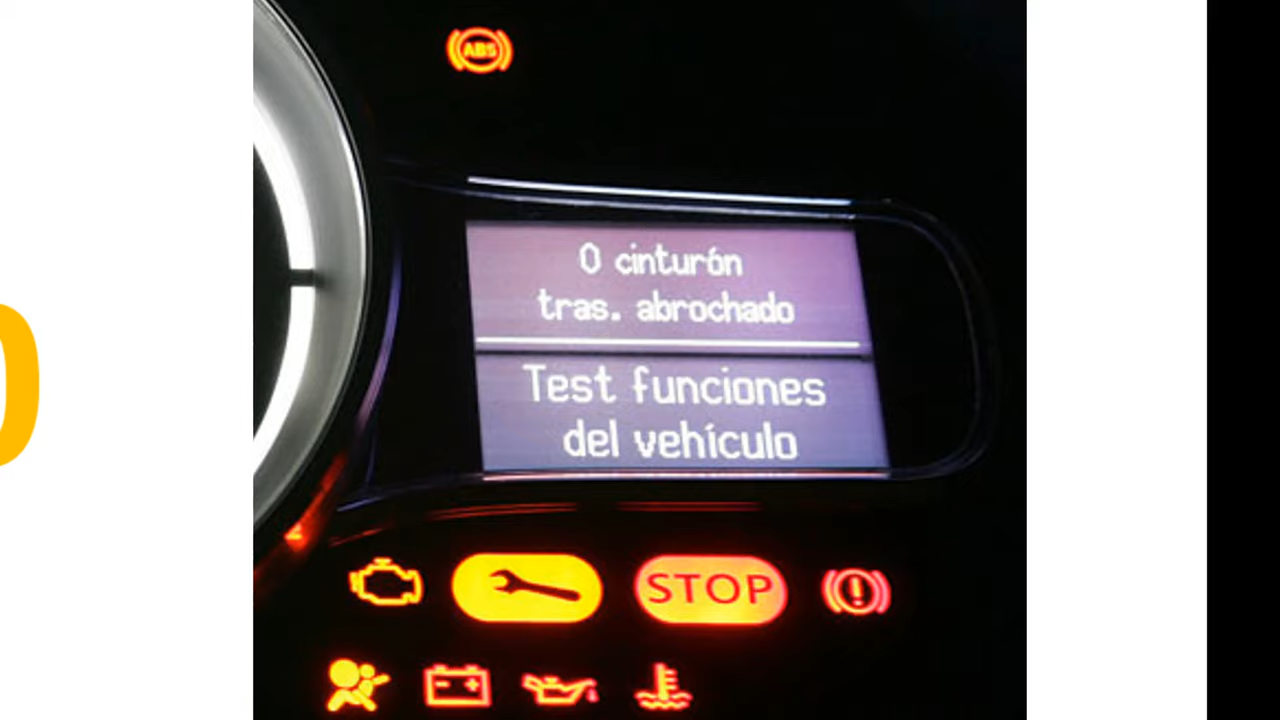 ABS
0 cinturón
tras. abrochado
Test funciones
del vehículo
STOP